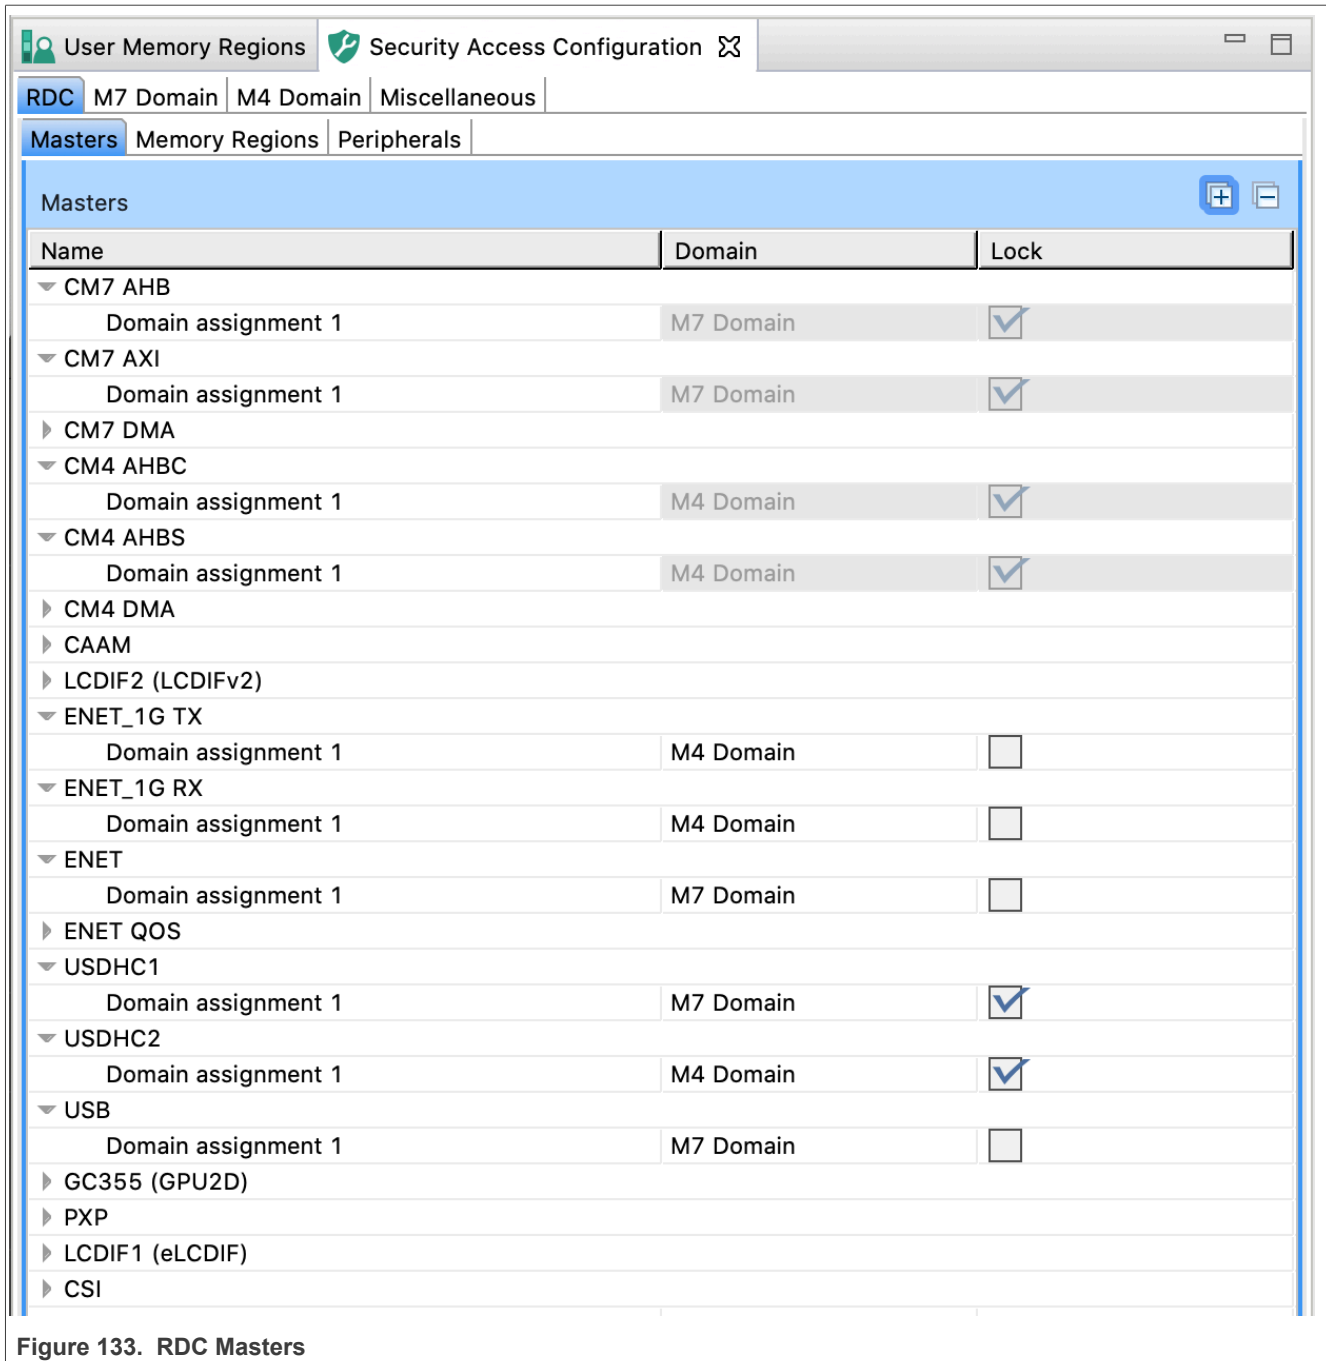 User Memory Regions Security Access Configuration
RDC M7 Domain M4 Domain Miscellaneous
Masters Memory Regions Peripherals
Masters
Name Domain Lock
CM7 AHB
Domain assignment 1 M7 Domain
CM7 AXI
Domain assignment 1 M7 Domain
CM7 DMA
CM4 AHBC
Domain assignment 1 M4 Domain
CM4 AHBS
Domain assignment 1 M4 Domain
CM4 DMA
CAAM
LCDIF2 (LCDIFv2)
ENET_1G TX
Domain assignment 1 M4 Domain
ENET_1G RX
Domain assignment 1 M4 Domain
ENET
Domain assignment 1 M7 Domain
ENET QOS
USDHC1
Domain assignment 1 M7 Domain
USDHC2
Domain assignment 1 M4 Domain
USB
Domain assignment 1 M7 Domain
GC355 (GPU2D)
PXP
LCDIF1 (eLCDIF)
CSI
Figure 133. RDC Masters